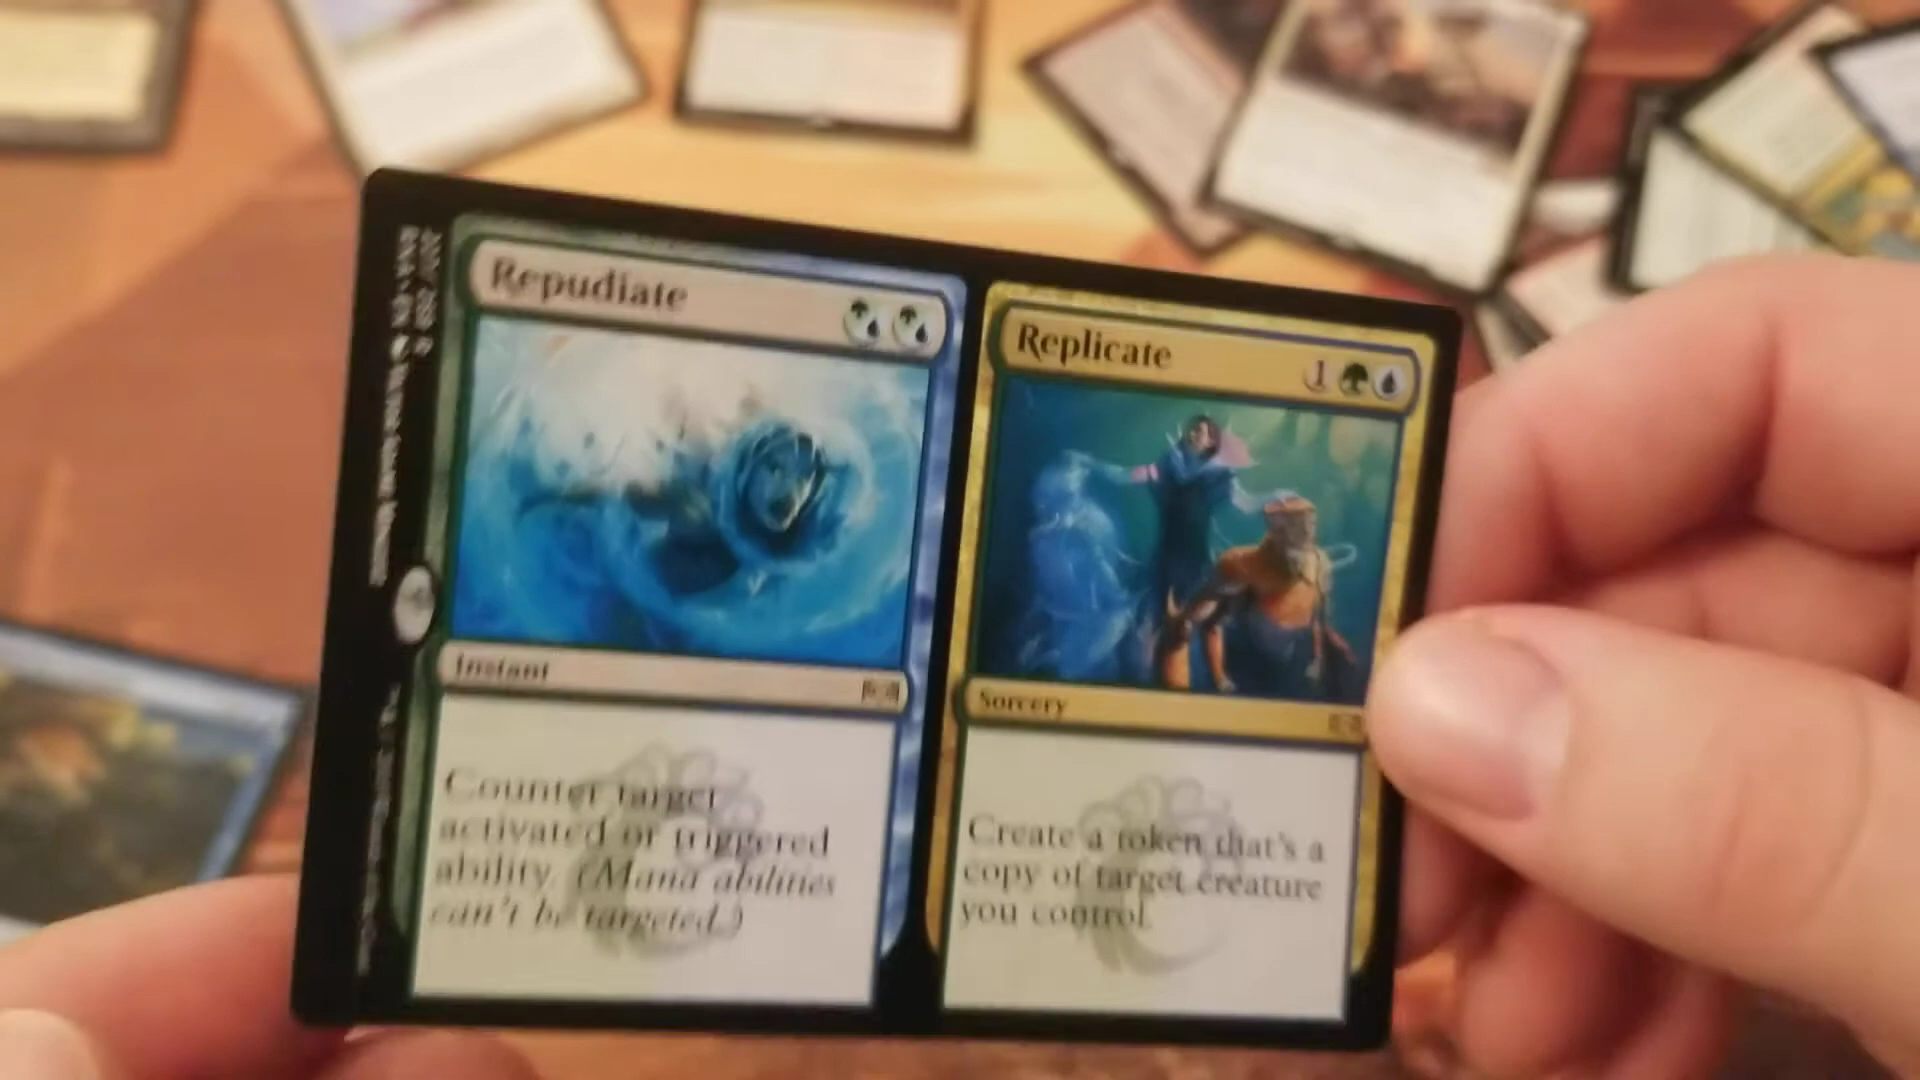 Repudiate
Instant
Counter target
activated or triggered
ability. (Mana abilities
can't be targeted.)
Replicate
1
Sorcery
Create a token that's a
copy of target creature
you control.